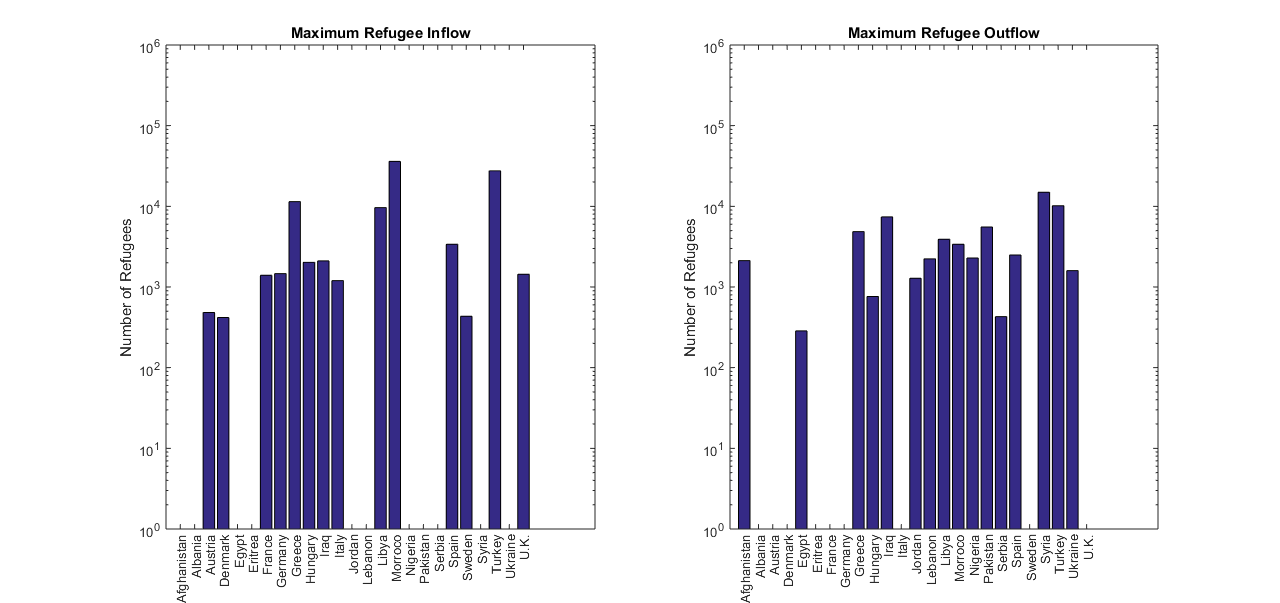 Maximum Refugee Inflow
10^6
10^5
10^4
10^3
10^2
10^1
10^0
Number of Refugees
Afghanistan
Albania
Austria
Denmark
Egypt
Eritrea
France
Germany
Greece
Hungary
Iraq
Italy
Jordan
Lebanon
Libya
Morroco
Nigeria
Pakistan
Serbia
Spain
Sweden
Syria
Turkey
Ukraine
U.K.
Maximum Refugee Outflow
10^6
10^5
10^4
10^3
10^2
10^1
10^0
Number of Refugees
Afghanistan
Albania
Austria
Denmark
Egypt
Eritrea
France
Germany
Greece
Hungary
Iraq
Italy
Jordan
Lebanon
Libya
Morroco
Nigeria
Pakistan
Serbia
Spain
Sweden
Syria
Turkey
Ukraine
U.K.